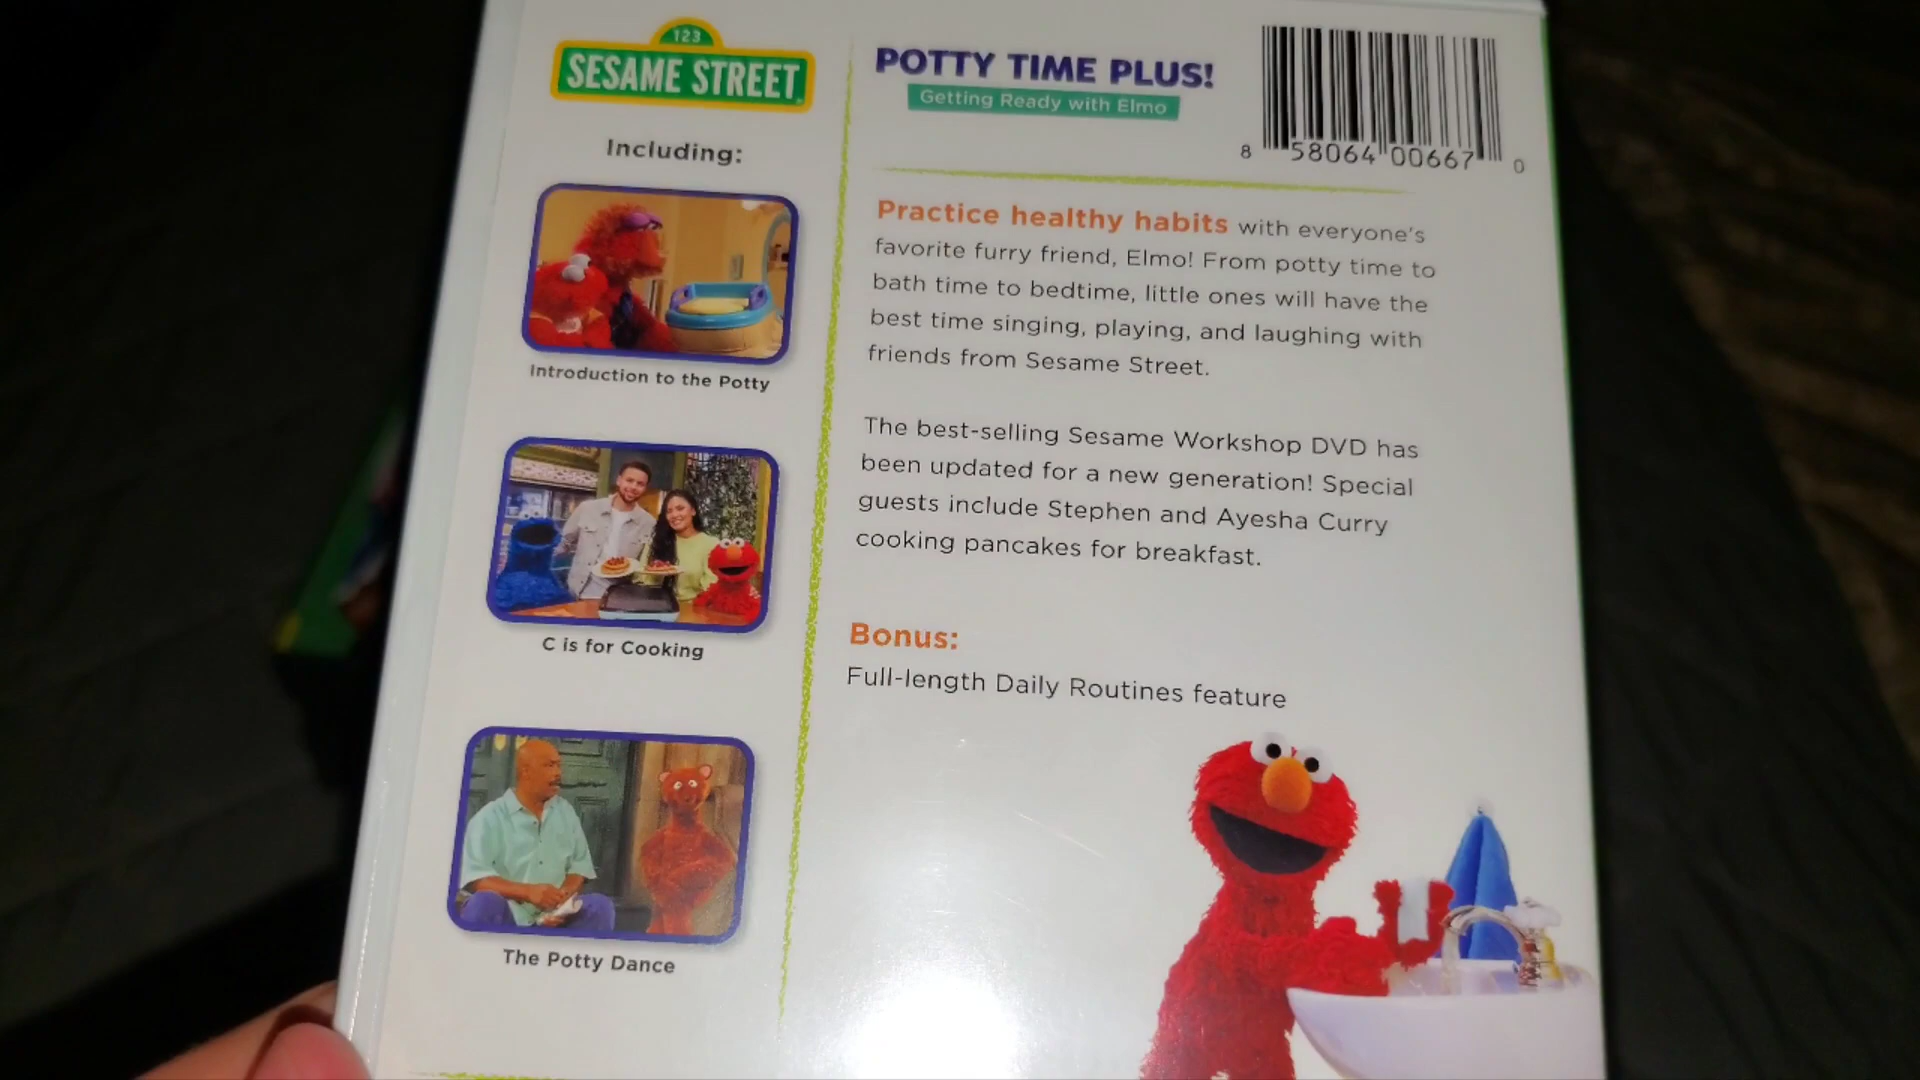 123
SESAME STREET
Including:
Introduction to the Potty
C is for Cooking
The Potty Dance
POTTY TIME PLUS!
Getting Ready with Elmo
8 58064 00667 0
Practice healthy habits with everyone's
favorite furry friend, Elmo! From potty time to
bath time to bedtime, little ones will have the
best time singing, playing, and laughing with
friends from Sesame Street.
The best-selling Sesame Workshop DVD has
been updated for a new generation! Special
guests include Stephen and Ayesha Curry
cooking pancakes for breakfast.
Bonus:
Full-length Daily Routines feature